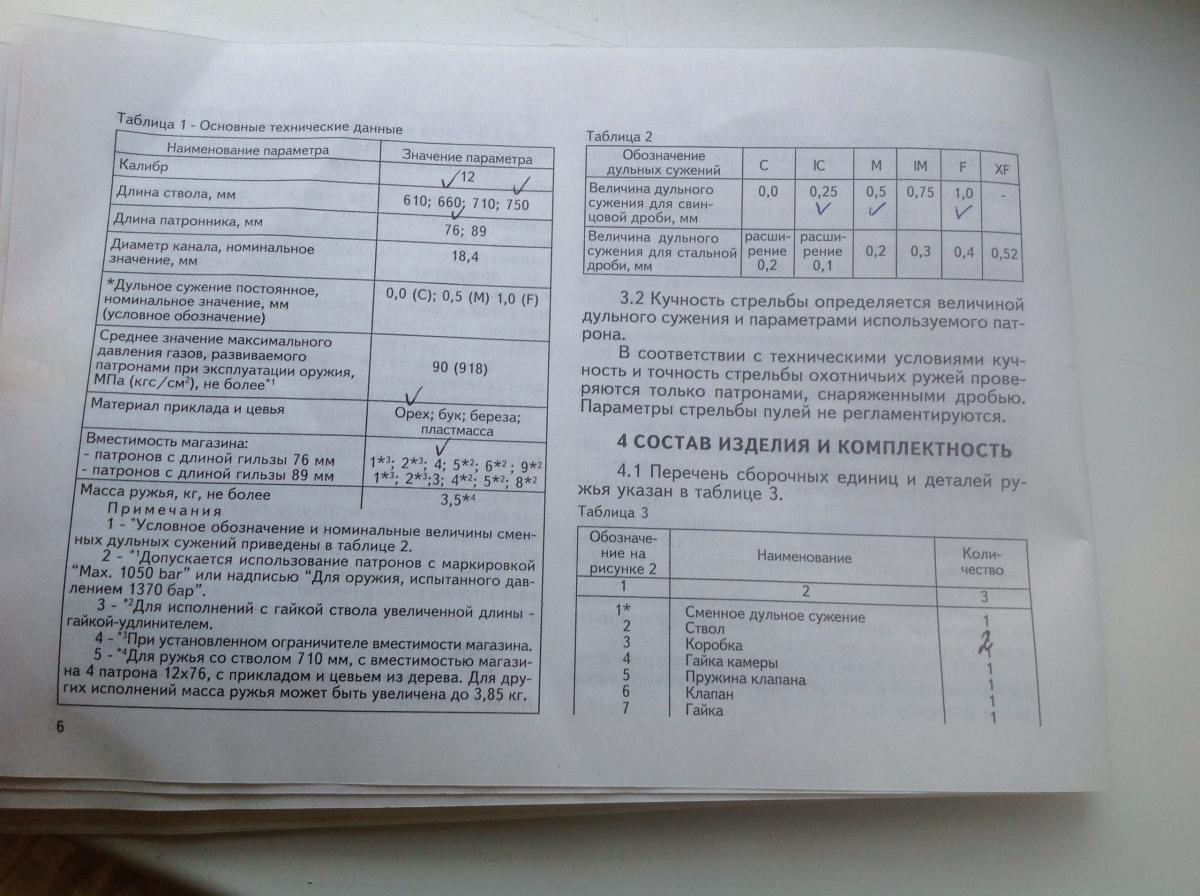 Таблица 1 - Основные технические данные
Наименование параметра Значение параметра
Калибр 12
Длина ствола, мм 610; 660; 710; 750
Длина патронника, мм 76; 89
Диаметр канала, номинальное
значение, мм 18,4
*Дульное сужение постоянное,
номинальное значение, мм
(условное обозначение) 0,0 (С); 0,5 (М) 1,0 (F)
Среднее значение максимального
давления газов, развиваемого
патронами при эксплуатации оружия,
МПа (кгс/см²), не более*¹ 90 (918)
Материал приклада и цевья Орех; бук; береза;
пластмасса
Вместимость магазина:
- патронов с длиной гильзы 76 мм 1*³; 2*³; 4; 5*²; 6*² ; 9*²
- патронов с длиной гильзы 89 мм 1*³; 2*³;3; 4*²; 5*²; 8*²
Масса ружья, кг, не более 3,5*⁴
Примечания
1 - *Условное обозначение и номинальные величины смен-
ных дульных сужений приведены в таблице 2.
2 - *¹Допускается использование патронов с маркировкой
“Max. 1050 bar” или надписью “Для оружия, испытанного дав-
лением 1370 бар”.
3 - *²Для исполнений с гайкой ствола увеличенной длины -
гайкой-удлинителем.
4 - *³При установленном ограничителе вместимости магазина.
5 - *⁴Для ружья со стволом 710 мм, с вместимостью магази-
на 4 патрона 12х76, с прикладом и цевьем из дерева. Для дру-
гих исполнений масса ружья может быть увеличена до 3,85 кг.
6
Таблица 2
Обозначение
дульных сужений C IC M IM F XF
Величина дульного
сужения для свин-
цовой дроби, мм 0,0 0,25 0,5 0,75 1,0 -
Величина дульного
сужения для стальной
дроби, мм расши-
рение
0,2 расши-
рение
0,1 0,2 0,3 0,4 0,52
3.2 Кучность стрельбы определяется величиной
дульного сужения и параметрами используемого пат-
рона.
В соответствии с техническими условиями куч-
ность и точность стрельбы охотничьих ружей прове-
ряются только патронами, снаряженными дробью.
Параметры стрельбы пулей не регламентируются.
4 СОСТАВ ИЗДЕЛИЯ И КОМПЛЕКТНОСТЬ
4.1 Перечень сборочных единиц и деталей ру-
жья указан в таблице 3.
Таблица 3
Обозначе-
ние на
рисунке 2 Наименование Коли-
чество
1 2 3
1* Сменное дульное сужение 1
2 Ствол 2
3 Коробка 1
4 Гайка камеры 1
5 Пружина клапана 1
6 Клапан 1
7 Гайка 1